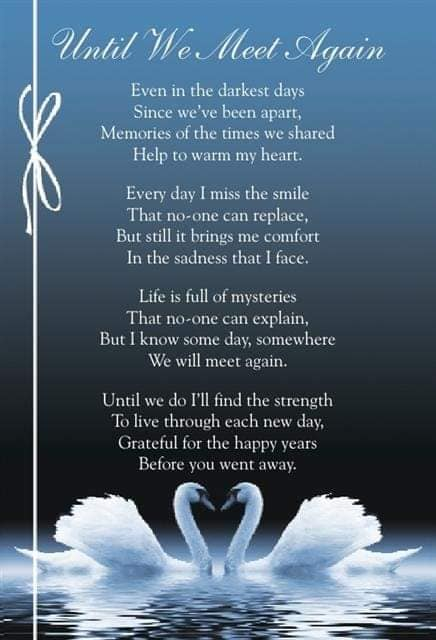 Until We Meet Again
Even in the darkest days
Since we've been apart,
Memories of the times we shared
Help to warm my heart.
Every day I miss the smile
That no-one can replace,
But still it brings me comfort
In the sadness that I face.
Life is full of mysteries
That no-one can explain,
But I know some day, somewhere
We will meet again.
Until we do I'll find the strength
To live through each new day,
Grateful for the happy years
Before you went away.